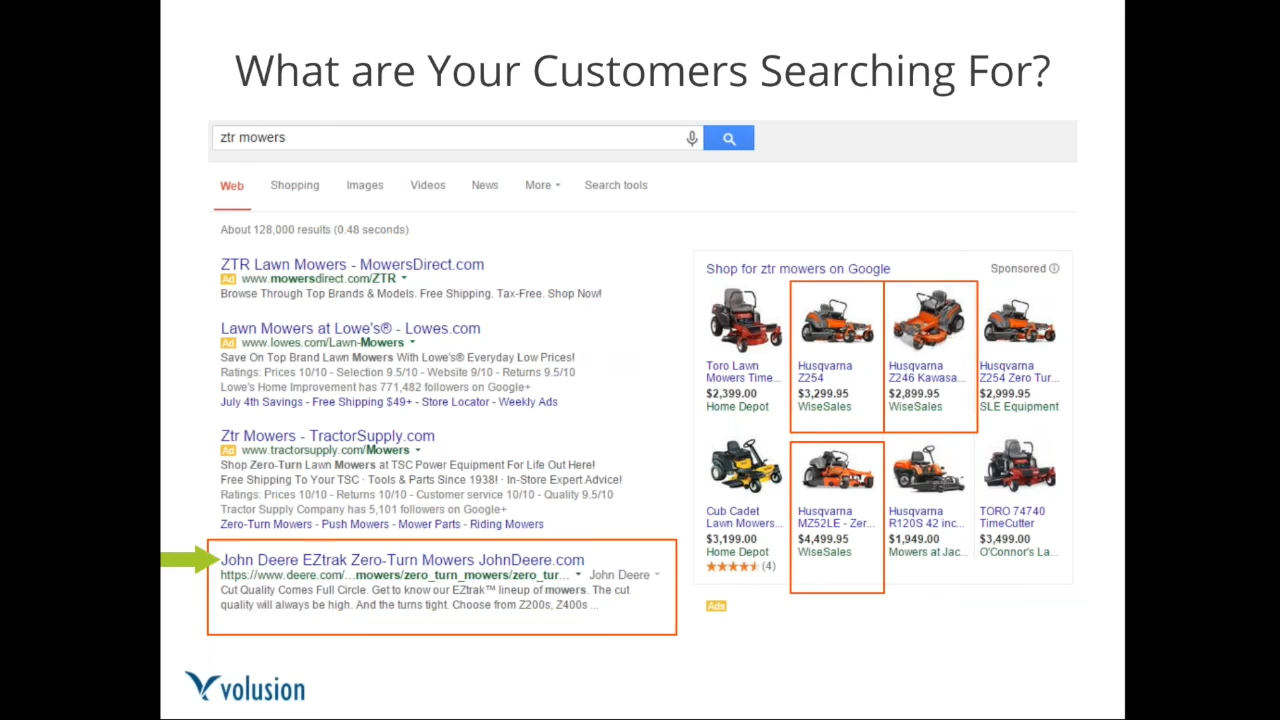 What are Your Customers Searching For?
ztr mowers
Web Shopping Images Videos News More Search tools
About 128,000 results (0.48 seconds)
ZTR Lawn Mowers - MowersDirect.com
Ad www.mowersdirect.com/ZTR
Browse Through Top Brands & Models. Free Shipping. Tax-Free. Shop Now!
Lawn Mowers at Lowe's® - Lowes.com
Ad www.lowes.com/Lawn-Mowers
Save On Top Brand Lawn Mowers With Lowe's® Everyday Low Prices!
Ratings: Prices 10/10 - Selection 9.5/10 - Website 9/10 - Returns 9.5/10
Lowe's Home Improvement has 771,482 followers on Google+
July 4th Savings - Free Shipping $49+ - Store Locator - Weekly Ads
Ztr Mowers - TractorSupply.com
Ad www.tractorsupply.com/Mowers
Shop Zero-Turn Lawn Mowers at TSC Power Equipment For Life Out Here!
Free Shipping To Your TSC · Tools & Parts Since 1938! · In-Store Expert Advice!
Ratings: Prices 10/10 - Returns 10/10 - Customer service 10/10 - Quality 9.5/10
Tractor Supply Company has 5,101 followers on Google+
Zero-Turn Mowers - Push Mowers - Mower Parts - Riding Mowers
John Deere EZtrak Zero-Turn Mowers JohnDeere.com
https://www.deere.com/...mowers/zero_turn_mowers/zero_tur... John Deere
Cut Quality Comes Full Circle. Get to know our EZtrak™ lineup of mowers. The cut
quality will always be high. And the turns tight. Choose from Z200s, Z400s ...
Shop for ztr mowers on Google Sponsored
Toro Lawn
Mowers Time...
$2,399.00
Home Depot
Husqvarna
Z254
$3,299.95
WiseSales
Husqvarna
Z246 Kawasa...
$2,899.95
WiseSales
Husqvarna
Z254 Zero Tur...
$2,999.95
SLE Equipment
Cub Cadet
Lawn Mowers...
$3,199.00
Home Depot
(4)
Husqvarna
MZ52LE - Zer...
$4,499.95
WiseSales
Husqvarna
R120S 42 inc...
$1,949.00
Mowers at Jac...
TORO 74740
TimeCutter
$3,499.00
O'Connor's La...
Ads
volusion